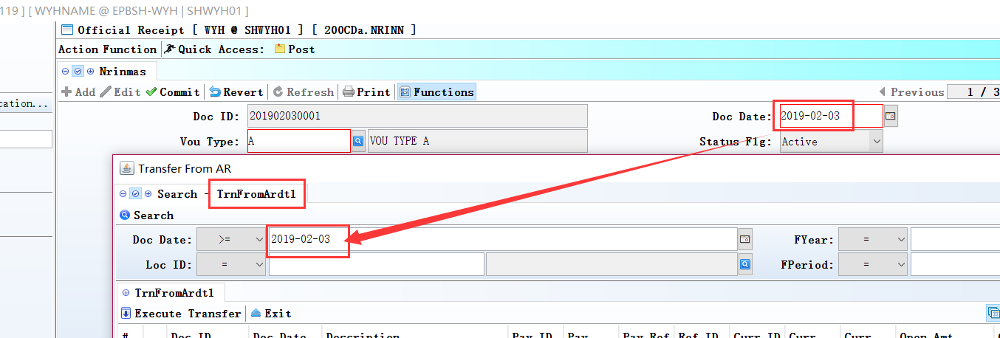 119 ] [ WYHNAME @ EPBSH-WYH | SHWYH01 ]
Official Receipt [ WYH @ SHWYH01 ] [ 200CDa.NRINN ]
Action Function Quick Access: Post
Nrinmas
Add Edit Commit Revert Refresh Print Functions Previous 1 / 3
cation...
Doc ID: 201902030001 Doc Date: 2019-02-03
Vou Type: A VOU TYPE A Status Flg: Active
Transfer From AR
Search - TrnFromArdt1
Search
Doc Date: >= 2019-02-03 FYear: =
Loc ID: = FPeriod: =
TrnFromArdt1
Execute Transfer Exit
# Doc ID Doc Date Description Pay ID Pay Pay Ref Ref ID Curr ID Curr Curr Open Amt